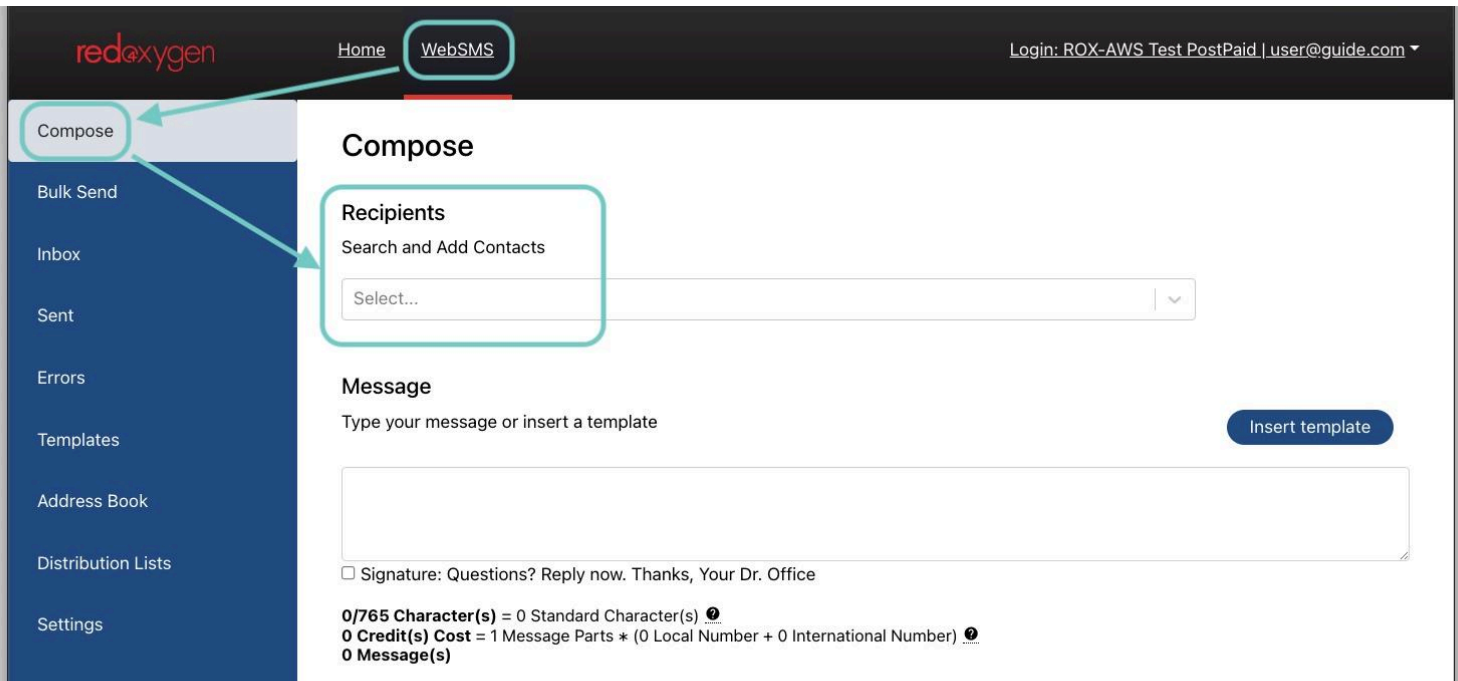 redoxygen
Home WebSMS Login: ROX-AWS Test PostPaid | user@guide.com
Compose
Bulk Send
Inbox
Sent
Errors
Templates
Address Book
Distribution Lists
Settings
Compose
Recipients
Search and Add Contacts
Select...
Message
Type your message or insert a template
Insert template
Signature: Questions? Reply now. Thanks, Your Dr. Office
0/765 Character(s) = 0 Standard Character(s) ?
0 Credit(s) Cost = 1 Message Parts * (0 Local Number + 0 International Number) ?
0 Message(s)